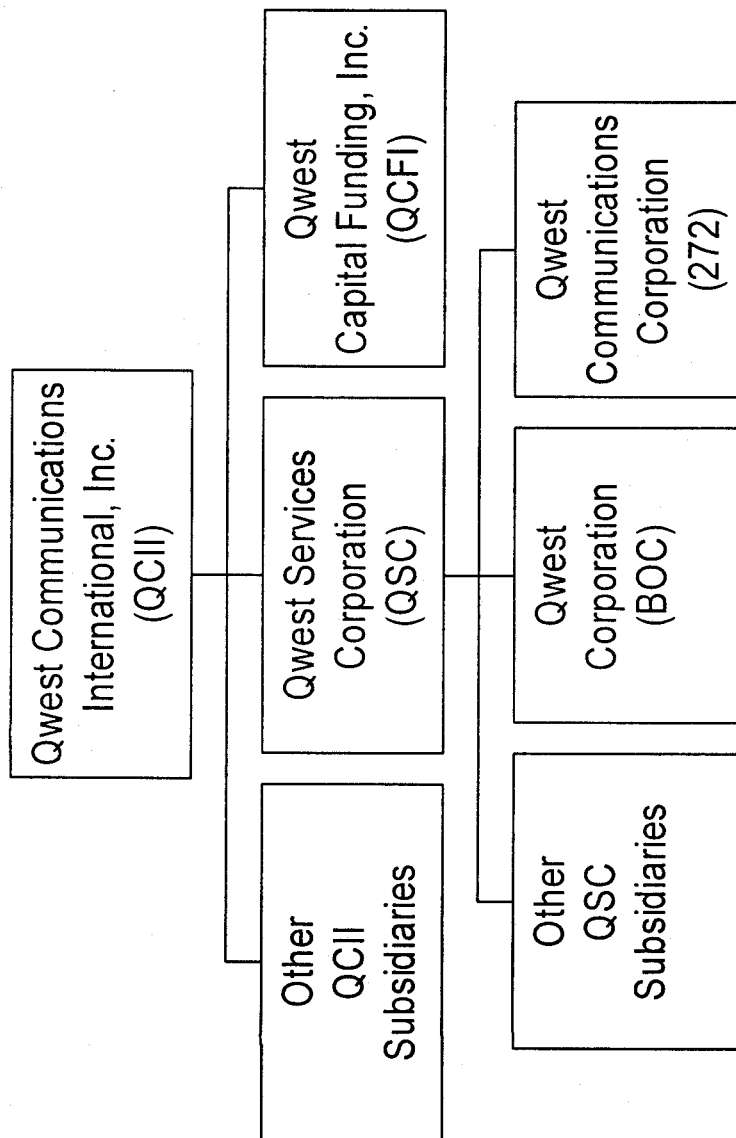 Qwest Communications
International, Inc.
(QCII)
Other
QCII
Subsidiaries
Qwest Services
Corporation
(QSC)
Qwest
Capital Funding, Inc.
(QCFI)
Other
QSC
Subsidiaries
Qwest
Corporation
(BOC)
Qwest
Communications
Corporation
(272)